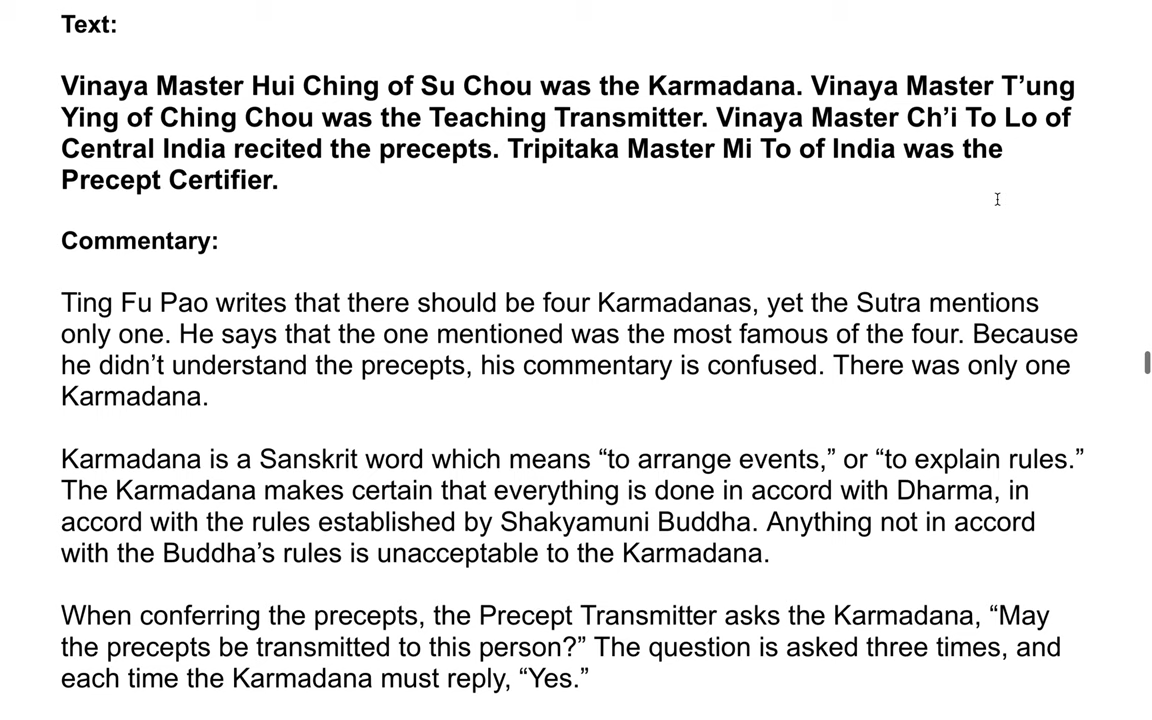 Text:
Vinaya Master Hui Ching of Su Chou was the Karmadana. Vinaya Master T’ung
Ying of Ching Chou was the Teaching Transmitter. Vinaya Master Ch’i To Lo of
Central India recited the precepts. Tripitaka Master Mi To of India was the
Precept Certifier.
Commentary:
Ting Fu Pao writes that there should be four Karmadanas, yet the Sutra mentions
only one. He says that the one mentioned was the most famous of the four. Because
he didn’t understand the precepts, his commentary is confused. There was only one
Karmadana.
Karmadana is a Sanskrit word which means “to arrange events,” or “to explain rules.”
The Karmadana makes certain that everything is done in accord with Dharma, in
accord with the rules established by Shakyamuni Buddha. Anything not in accord
with the Buddha’s rules is unacceptable to the Karmadana.
When conferring the precepts, the Precept Transmitter asks the Karmadana, “May
the precepts be transmitted to this person?” The question is asked three times, and
each time the Karmadana must reply, “Yes.”